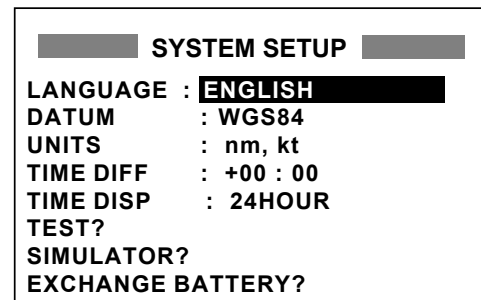 SYSTEM SETUP
LANGUAGE : ENGLISH
DATUM : WGS84
UNITS : nm, kt
TIME DIFF : +00 : 00
TIME DISP : 24HOUR
TEST?
SIMULATOR?
EXCHANGE BATTERY?